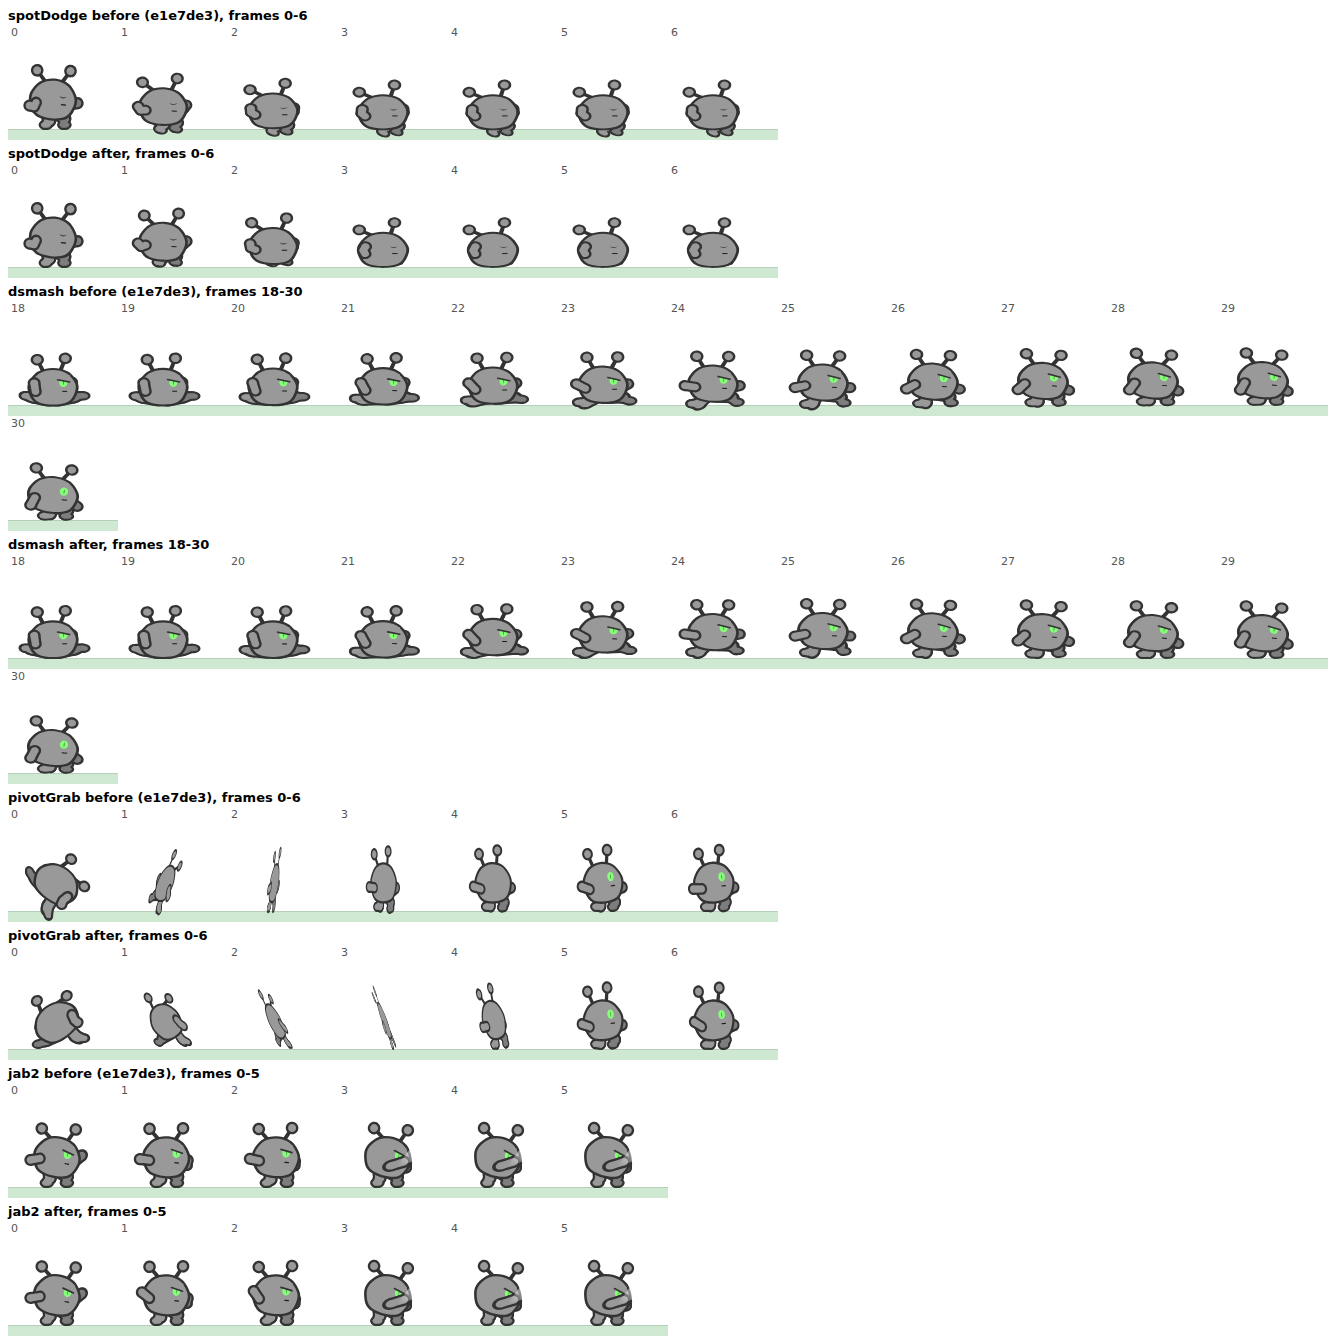 spotDodge before (e1e7de3), frames 0-6
0 1 2 3 4 5 6
spotDodge after, frames 0-6
0 1 2 3 4 5 6
dsmash before (e1e7de3), frames 18-30
18 19 20 21 22 23 24 25 26 27 28 29
30
dsmash after, frames 18-30
18 19 20 21 22 23 24 25 26 27 28 29
30
pivotGrab before (e1e7de3), frames 0-6
0 1 2 3 4 5 6
pivotGrab after, frames 0-6
0 1 2 3 4 5 6
jab2 before (e1e7de3), frames 0-5
0 1 2 3 4 5
jab2 after, frames 0-5
0 1 2 3 4 5